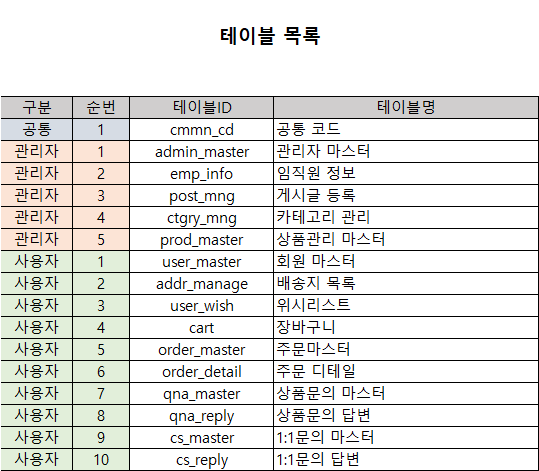 테이블 목록
구분 순번 테이블ID 테이블명
공통 1 cmmn_cd 공통 코드
관리자 1 admin_master 관리자 마스터
관리자 2 emp_info 임직원 정보
관리자 3 post_mng 게시글 등록
관리자 4 ctgry_mng 카테고리 관리
관리자 5 prod_master 상품관리 마스터
사용자 1 user_master 회원 마스터
사용자 2 addr_manage 배송지 목록
사용자 3 user_wish 위시리스트
사용자 4 cart 장바구니
사용자 5 order_master 주문마스터
사용자 6 order_detail 주문 디테일
사용자 7 qna_master 상품문의 마스터
사용자 8 qna_reply 상품문의 답변
사용자 9 cs_master 1:1문의 마스터
사용자 10 cs_reply 1:1문의 답변